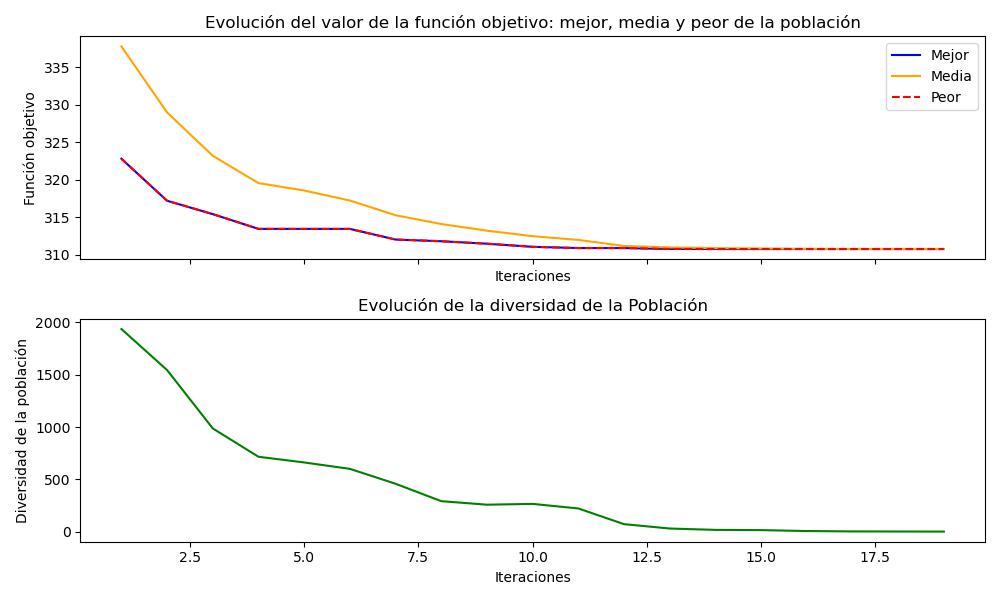 Evolución del valor de la función objetivo: mejor, media y peor de la población
Función objetivo
335
330
325
320
315
310
Mejor
Media
Peor
Iteraciones
Evolución de la diversidad de la Población
Diversidad de la población
2000
1500
1000
500
0
2.5 5.0 7.5 10.0 12.5 15.0 17.5
Iteraciones